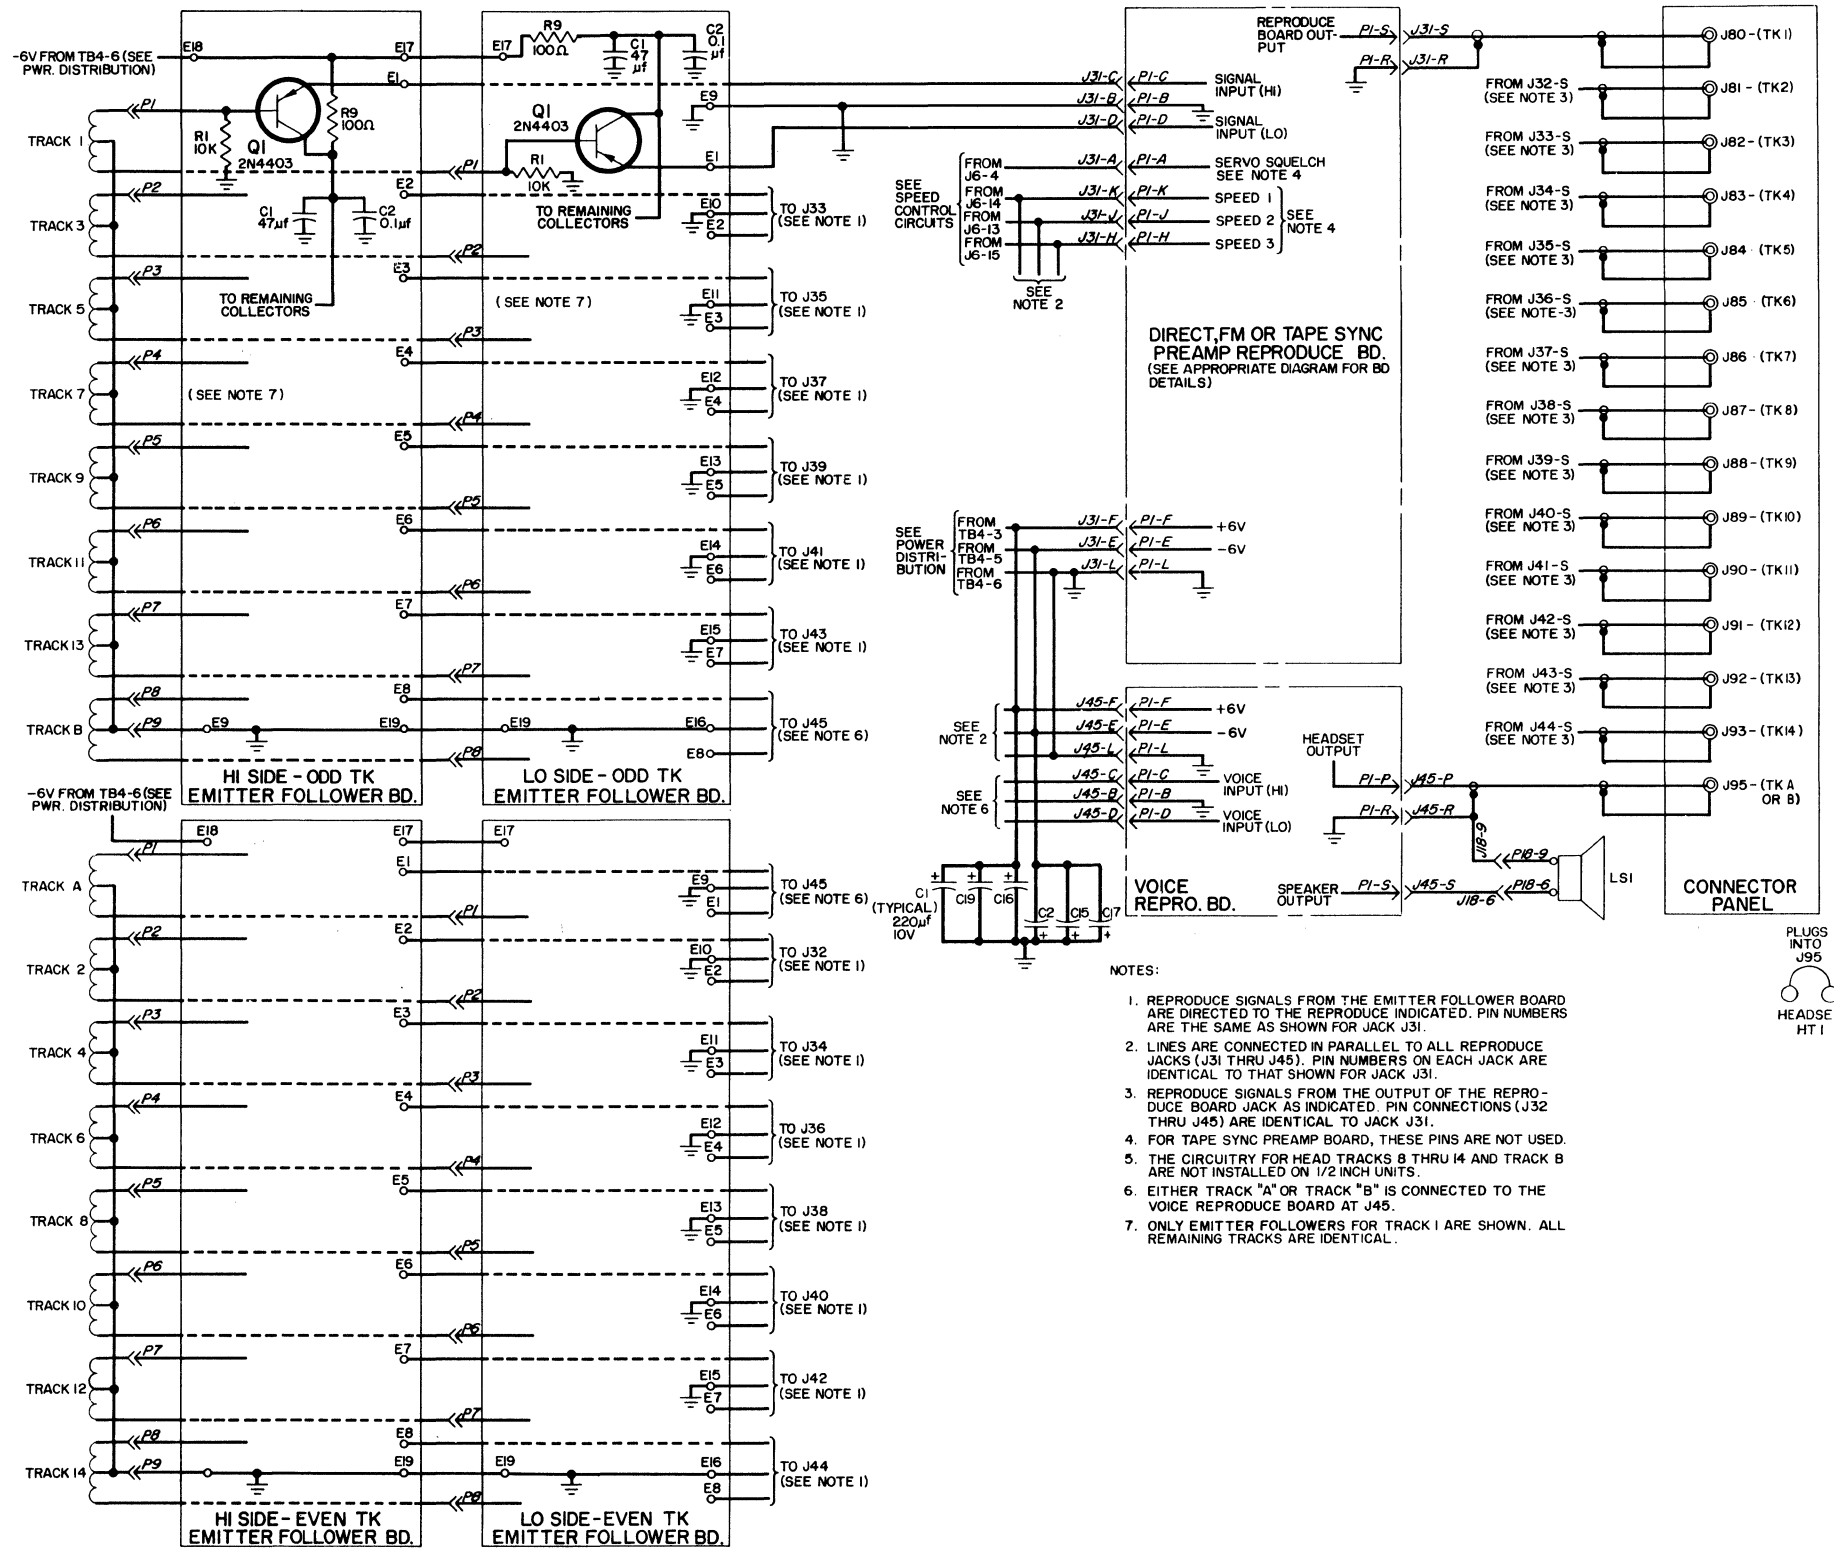 -6V FROM TB4-6 (SEE
PWR. DISTRIBUTION)
E18
E17
E1
P1
R1
10K
Q1
2N4403
R9
100Ω
TRACK 1
P2
E2
C1
47µf
C2
0.1µf
TRACK 3
P3
E3
TO REMAINING
COLLECTORS
TRACK 5
P4
E4
TRACK 7
(SEE NOTE 7)
P5
E5
TRACK 9
P6
E6
TRACK 11
P7
E7
TRACK 13
P8
E8
TRACK B
P9
E9
E19
HI SIDE-ODD TK
EMITTER FOLLOWER BD.
E17
R9
100Ω
C1
47
µf
C2
0.1
µf
Q1
2N4403
P1
R1
10K
E9
E1
TO REMAINING
COLLECTORS
E10
E2
TO J33
(SEE NOTE 1)
P2
(SEE NOTE 7)
E11
E3
TO J35
(SEE NOTE 1)
P3
E12
E4
TO J37
(SEE NOTE 1)
P4
E13
E5
TO J39
(SEE NOTE 1)
P5
E14
E6
TO J41
(SEE NOTE 1)
P6
E15
E7
TO J43
(SEE NOTE 1)
P7
E19
E16
E8
TO J45
(SEE NOTE 6)
P8
LO SIDE-ODD TK
EMITTER FOLLOWER BD.
-6V FROM TB4-6(SEE
PWR. DISTRIBUTION)
E18
E17
P1
E1
TRACK A
P2
E2
TRACK 2
P3
E3
TRACK 4
P4
E4
TRACK 6
P5
E5
TRACK 8
P6
E6
TRACK 10
P7
E7
TRACK 12
P8
E8
TRACK 14
P9
E19
HI SIDE-EVEN TK
EMITTER FOLLOWER BD.
E17
E9
E1
TO J45
(SEE NOTE 6)
P1
E10
E2
TO J32
(SEE NOTE 1)
P2
E11
E3
TO J34
(SEE NOTE 1)
P3
E12
E4
TO J36
(SEE NOTE 1)
P4
E13
E5
TO J38
(SEE NOTE 1)
P5
E14
E6
TO J40
(SEE NOTE 1)
P6
E15
E7
TO J42
(SEE NOTE 1)
P7
E19
E16
E8
TO J44
(SEE NOTE 1)
P8
LO SIDE-EVEN TK
EMITTER FOLLOWER BD.
J31-C P1-C SIGNAL
INPUT (HI)
J31-B P1-B
J31-D P1-D SIGNAL
INPUT (LO)
SEE
SPEED
CONTROL
CIRCUITS
FROM
J6-4
J31-A P1-A SERVO SQUELCH
SEE NOTE 4
FROM
J6-14
J31-K P1-K SPEED 1
FROM
J6-13
J31-J P1-J SPEED 2
FROM
J6-15
J31-H P1-H SPEED 3
SEE
NOTE 4
SEE
NOTE 2
DIRECT,FM OR TAPE SYNC
PREAMP REPRODUCE BD.
(SEE APPROPRIATE DIAGRAM FOR BD
DETAILS)
SEE
POWER
DISTRI-
BUTION
FROM
TB4-3
J31-F P1-F +6V
FROM
TB4-5
J31-E P1-E -6V
FROM
TB4-6
J31-L P1-L
SEE
NOTE 2
J45-F P1-F +6V
J45-E P1-E -6V
J45-L P1-L
SEE
NOTE 6
J45-C P1-C VOICE
INPUT (HI)
J45-B P1-B
J45-D P1-D VOICE
INPUT (LO)
C1
(TYPICAL)
220µf
10V
+
+
+
C19
C16
C2
C15
C17
+
+
+
VOICE
REPRO. BD.
HEADSET
OUTPUT
P1-P J45-P
P1-R J45-R
J18-9
P18-9
SPEAKER
OUTPUT
P1-S J45-S
J18-6
P18-6
LS1
REPRODUCE
BOARD OUT-
PUT
P1-S J31-S
P1-R J31-R
J80-(TK1)
FROM J32-S
(SEE NOTE 3)
J81-(TK2)
FROM J33-S
(SEE NOTE 3)
J82-(TK3)
FROM J34-S
(SEE NOTE 3)
J83-(TK4)
FROM J35-S
(SEE NOTE 3)
J84 (TK5)
FROM J36-S
(SEE NOTE-3)
J85 (TK6)
FROM J37-S
(SEE NOTE 3)
J86 (TK7)
FROM J38-S
(SEE NOTE 3)
J87-(TK8)
FROM J39-S
(SEE NOTE 3)
J88-(TK9)
FROM J40-S
(SEE NOTE 3)
J89-(TK10)
FROM J41-S
(SEE NOTE 3)
J90-(TK11)
FROM J42-S
(SEE NOTE 3)
J91-(TK12)
FROM J43-S
(SEE NOTE 3)
J92-(TK13)
FROM J44-S
(SEE NOTE 3)
J93-(TK14)
J95-(TK A
OR B)
CONNECTOR
PANEL
PLUGS
INTO
J95
HEADSE
HT1
NOTES:
1. REPRODUCE SIGNALS FROM THE EMITTER FOLLOWER BOARD
ARE DIRECTED TO THE REPRODUCE INDICATED. PIN NUMBERS
ARE THE SAME AS SHOWN FOR JACK J31.
2. LINES ARE CONNECTED IN PARALLEL TO ALL REPRODUCE
JACKS (J31 THRU J45). PIN NUMBERS ON EACH JACK ARE
IDENTICAL TO THAT SHOWN FOR JACK J31.
3. REPRODUCE SIGNALS FROM THE OUTPUT OF THE REPRO-
DUCE BOARD JACK AS INDICATED. PIN CONNECTIONS (J32
THRU J45) ARE IDENTICAL TO JACK J31.
4. FOR TAPE SYNC PREAMP BOARD, THESE PINS ARE NOT USED.
5. THE CIRCUITRY FOR HEAD TRACKS 8 THRU 14 AND TRACK B
ARE NOT INSTALLED ON 1/2 INCH UNITS.
6. EITHER TRACK "A" OR TRACK "B" IS CONNECTED TO THE
VOICE REPRODUCE BOARD AT J45.
7. ONLY EMITTER FOLLOWERS FOR TRACK 1 ARE SHOWN. ALL
REMAINING TRACKS ARE IDENTICAL.